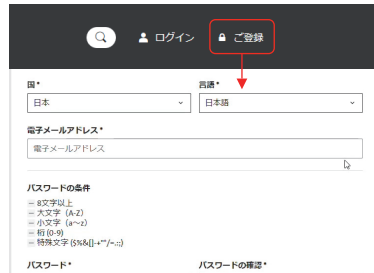 ログイン
ご登録
国*
言語*
日本
日本語
電子メールアドレス*
電子メールアドレス
パスワードの条件
8文字以上
大文字 (A-Z)
小文字 (a～z)
桁 (0-9)
パスワード*
パスワードの確認*